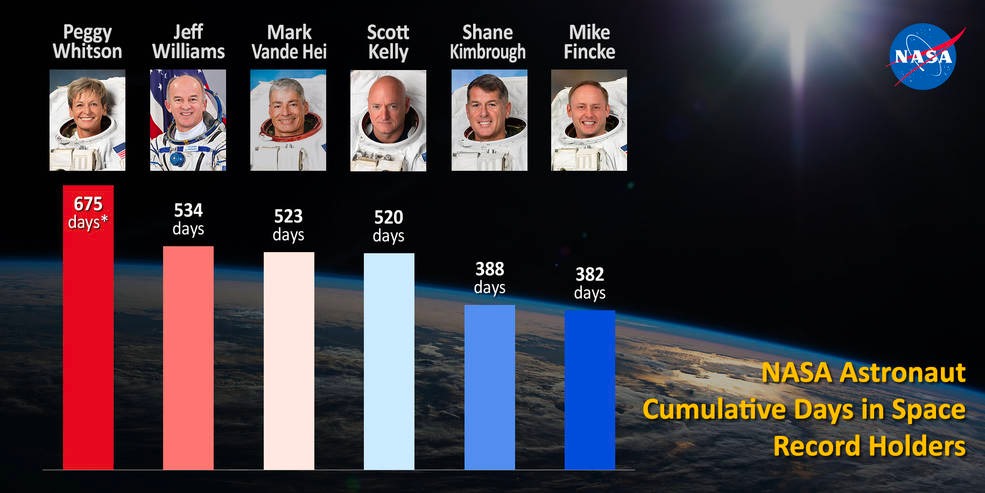 Peggy
Whitson
Jeff
Williams
Mark
Vande Hei
Scott
Kelly
Shane
Kimbrough
Mike
Fincke
NASA
675
days*
534
days
523
days
520
days
388
days
382
days
NASA Astronaut
Cumulative Days in Space
Record Holders